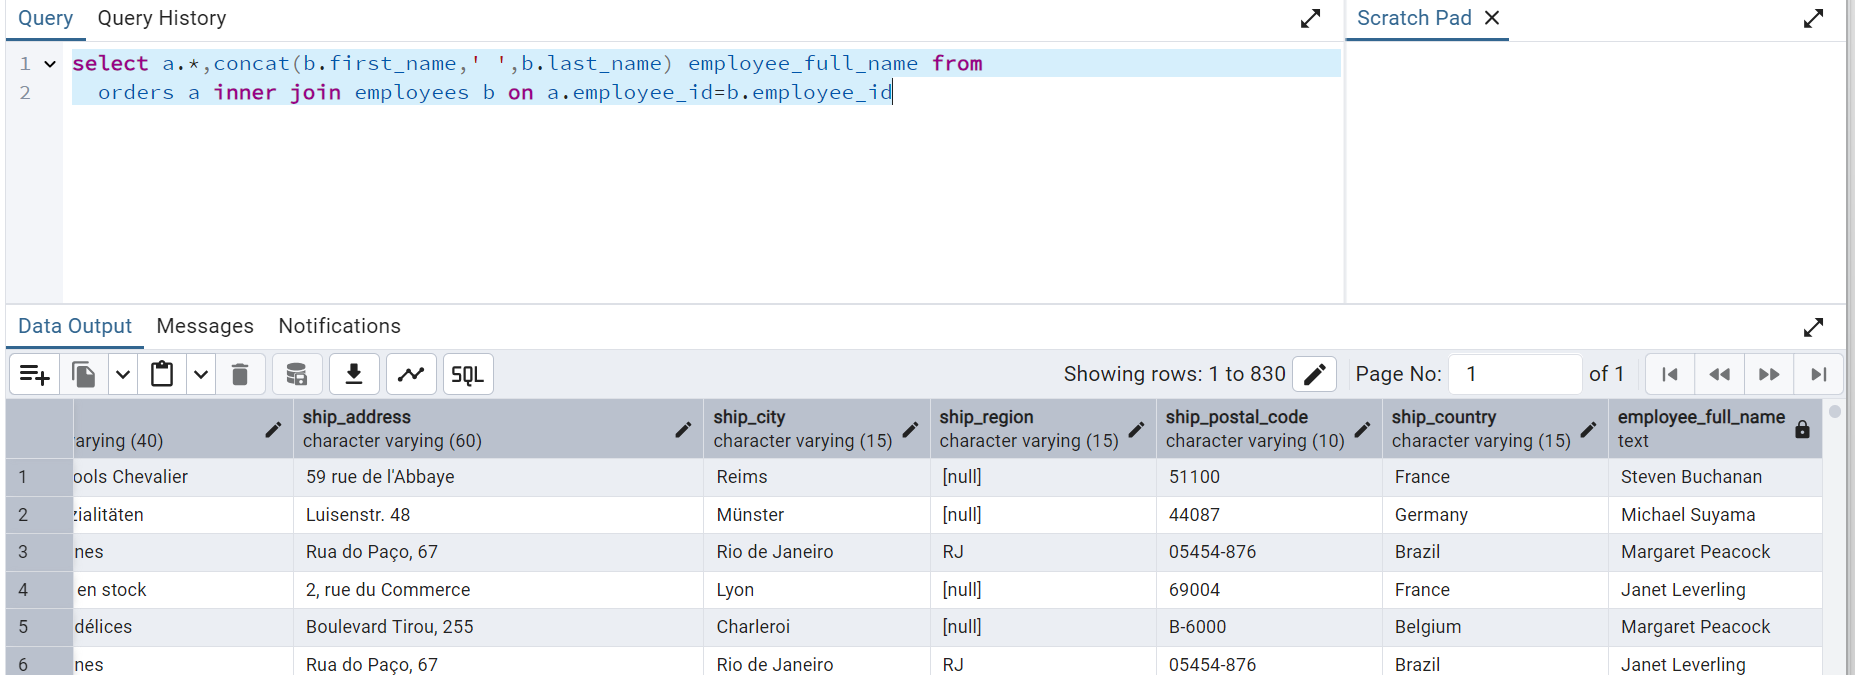 Query Query History Scratch Pad
1 select a.*,concat(b.first_name,' ',b.last_name) employee_full_name from
2 orders a inner join employees b on a.employee_id=b.employee_id
Data Output Messages Notifications
SQL Showing rows: 1 to 830 Page No: 1 of 1
ship_address ship_city ship_region ship_postal_code ship_country employee_full_name
arying (40) character varying (60) character varying (15) character varying (15) character varying (10) character varying (15) text
1 ools Chevalier 59 rue de l'Abbaye Reims [null] 51100 France Steven Buchanan
2 zialitäten Luisenstr. 48 Münster [null] 44087 Germany Michael Suyama
3 nes Rua do Paço, 67 Rio de Janeiro RJ 05454-876 Brazil Margaret Peacock
4 en stock 2, rue du Commerce Lyon [null] 69004 France Janet Leverling
5 délices Boulevard Tirou, 255 Charleroi [null] B-6000 Belgium Margaret Peacock
6 nes Rua do Paço, 67 Rio de Janeiro RJ 05454-876 Brazil Janet Leverling